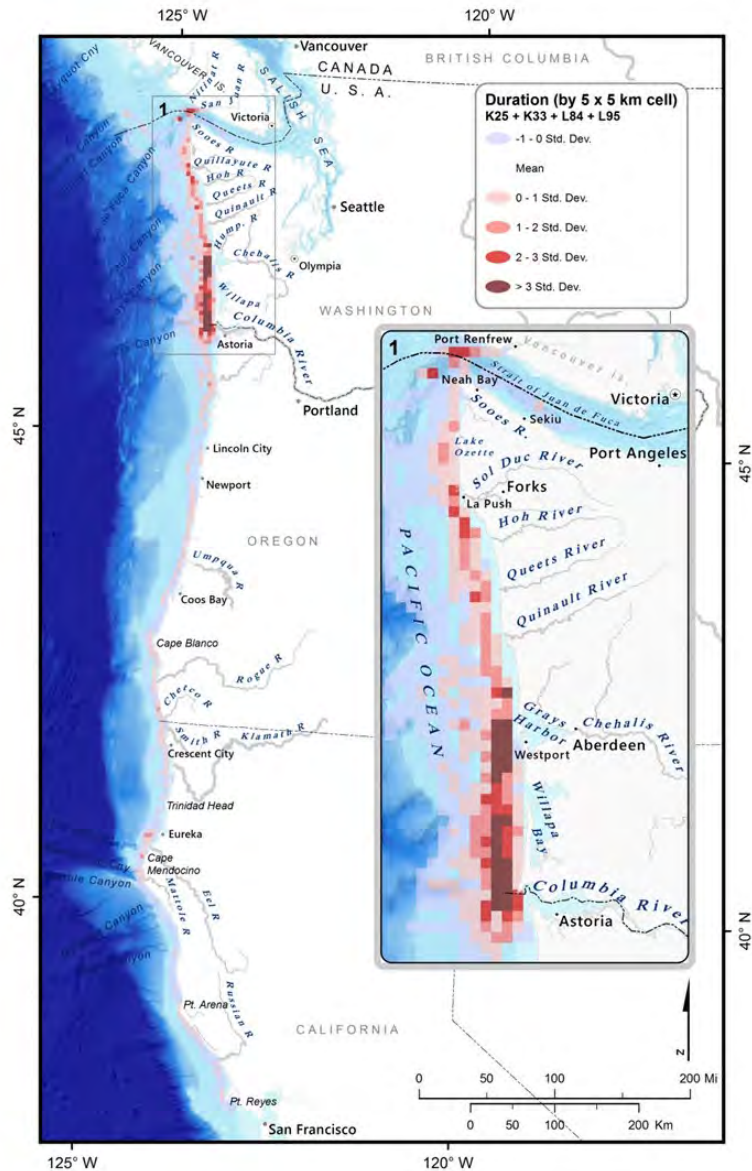 125° W
120° W
Vancouver
BRITISH COLUMBIA
VANCOUVER IS.
Nitinat R
San Juan R
SALISH SEA
CANADA
U. S. A.
1
Victoria
Sooes R
Quillayute R
Hoh R
Queets R
Quinault R
Hump. R
Seattle
Chehalis R
Olympia
Willapa
WASHINGTON
Columbia River
Astoria
Portland
45° N
Lincoln City
Newport
OREGON
Umpqua R
Coos Bay
Cape Blanco
Rogue R
Chetco R
Smith R
Klamath R
Crescent City
Trinidad Head
Eureka
Cape
Mendocino
40° N
Mattole R
Eel R
Russian R
Pt. Arena
CALIFORNIA
Pt. Reyes
San Francisco
Duration (by 5 x 5 km cell)
K25 + K33 + L84 + L95
-1 - 0 Std. Dev.
Mean
0 - 1 Std. Dev.
1 - 2 Std. Dev.
2 - 3 Std. Dev.
> 3 Std. Dev.
1
Port Renfrew
Vancouver is.
Neah Bay
Strait of Juan de Fuca
Victoria
Sooes R.
Sekiu
Lake
Ozette
Port Angeles
Sol Duc River
Forks
La Push
Hoh River
PACIFIC OCEAN
Queets River
Quinault River
Grays
Harbor
Chehalis River
Aberdeen
Westport
Willapa
Bay
Columbia River
Astoria
45° N
40° N
N
0 50 100 200 Mi
0 50 100 200 Km
125° W
120° W